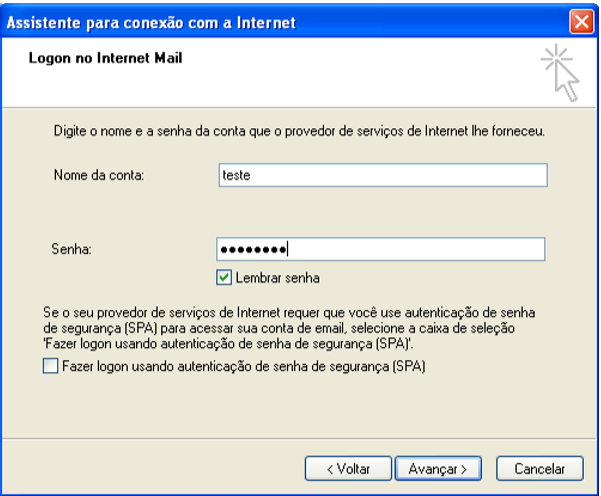 Assistente para conexão com a Internet
Logon no Internet Mail
Digite o nome e a senha da conta que o provedor de serviços de Internet lhe forneceu.
Nome da conta: teste
Senha: ●●●●●●●●
Lembrar senha
Se o seu provedor de serviços de Internet requer que você use autenticação de senha
de segurança (SPA) para acessar sua conta de email, selecione a caixa de seleção
'Fazer logon usando autenticação de senha de segurança (SPA)'.
Fazer logon usando autenticação de senha de segurança (SPA)
< Voltar Avançar > Cancelar